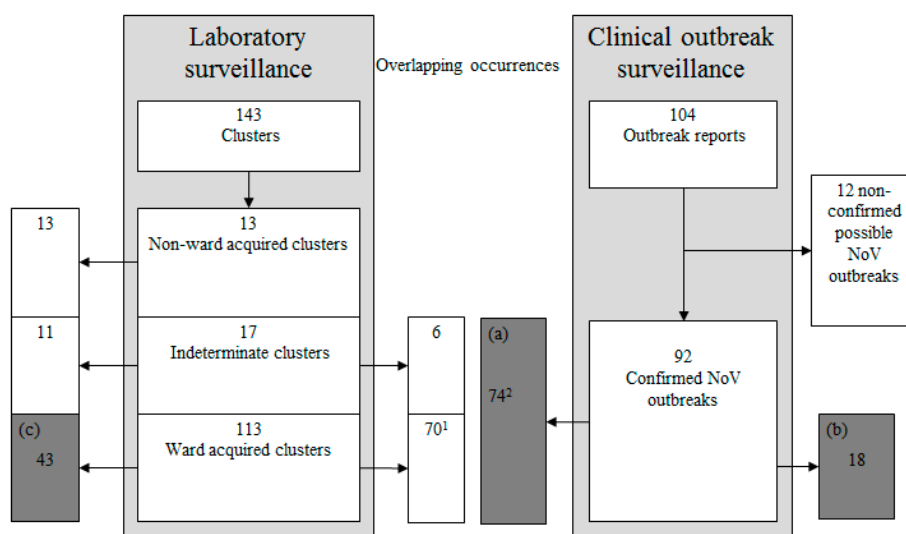 Laboratory
surveillance
Overlapping occurrences
Clinical outbreak
surveillance
143
Clusters
104
Outbreak reports
12 non-
confirmed
possible
NoV
outbreaks
13
13
Non-ward acquired clusters
11
17
Indeterminate clusters
6
(a)
74²
92
Confirmed NoV
outbreaks
(c)
43
113
Ward acquired clusters
70¹
(b)
18